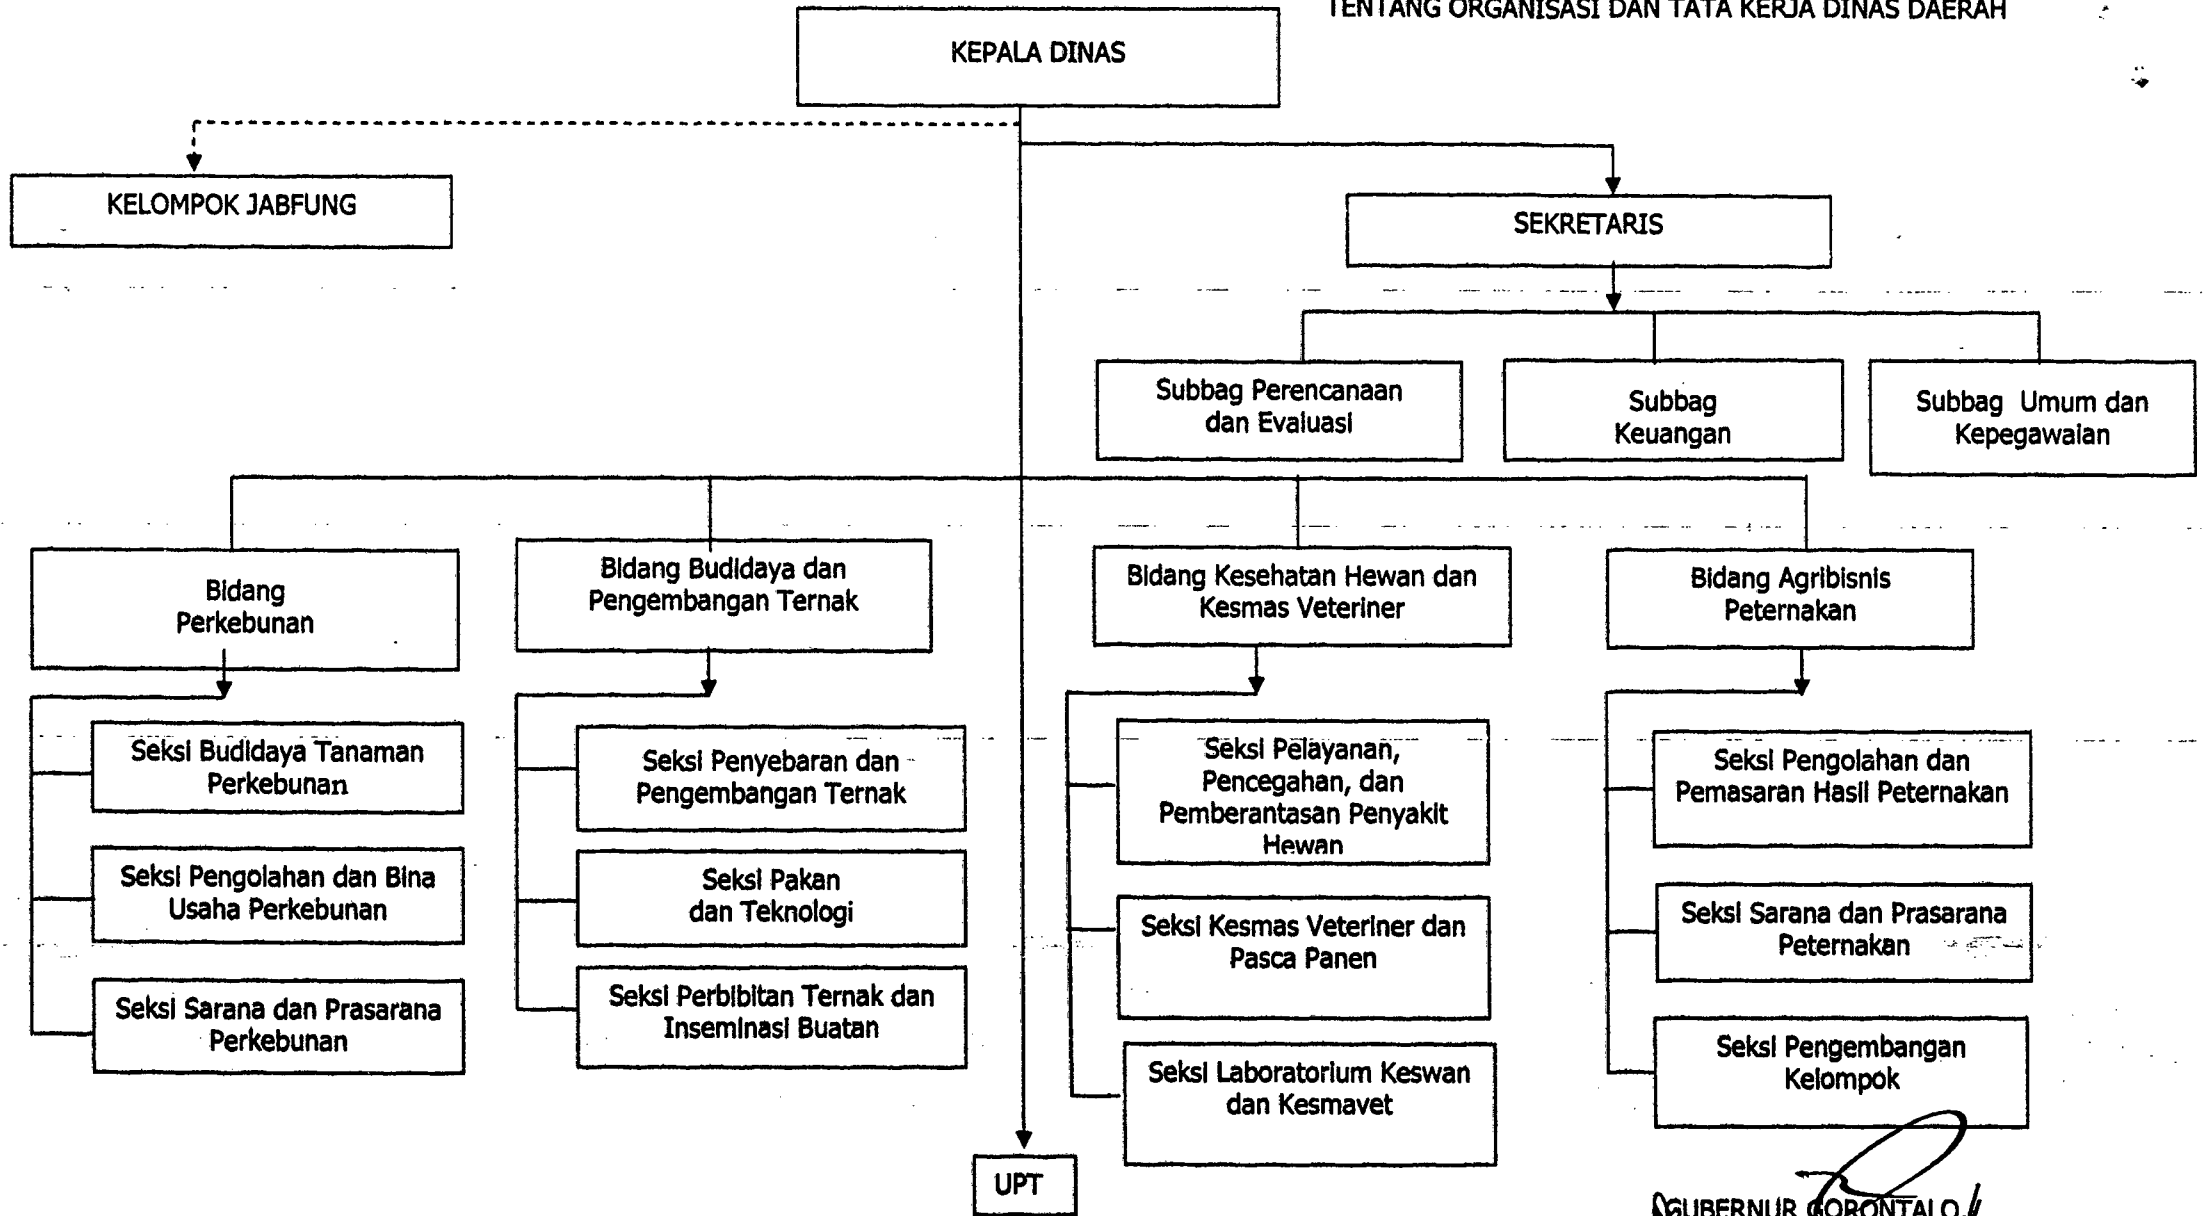 TENTANG ORGANISASI DAN TATA KERJA DINAS DAERAH
KEPALA DINAS
KELOMPOK JABFUNG
SEKRETARIS
Subbag Perencanaan
dan Evaluasi
Subbag
Keuangan
Subbag Umum dan
Kepegawaian
Bidang
Perkebunan
Bidang Budidaya dan
Pengembangan Ternak
Bidang Kesehatan Hewan dan
Kesmas Veteriner
Bidang Agribisnis
Peternakan
Seksi Budidaya Tanaman
Perkebunan
Seksi Pengolahan dan Bina
Usaha Perkebunan
Seksi Sarana dan Prasarana
Perkebunan
Seksi Penyebaran dan
Pengembangan Ternak
Seksi Pakan
dan Teknologi
Seksi Perbibitan Ternak dan
Inseminasi Buatan
Seksi Pelayanan,
Pencegahan, dan
Pemberantasan Penyakit
Hewan
Seksi Kesmas Veteriner dan
Pasca Panen
Seksi Laboratorium Keswan
dan Kesmavet
Seksi Pengolahan dan
Pemasaran Hasil Peternakan
Seksi Sarana dan Prasarana
Peternakan
Seksi Pengembangan
Kelompok
UPT
GUBERNUR GORONTALO,